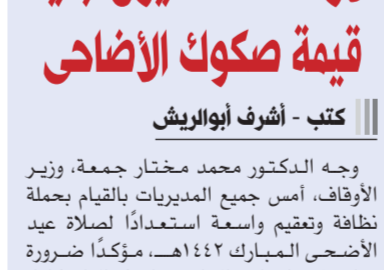 قيمة صكوك الأضاحى
كتب - أشرف أبوالريش
وجه الدكتور محمد مختار جمعة، وزير
الأوقاف، أمس جميع المديريات بالقيام بحملة
نظافة وتعقيم واسعة استعدادًا لصلاة عيد
الأضحى المبارك ١٤٤٢هـ، مؤكدًا ضرورة